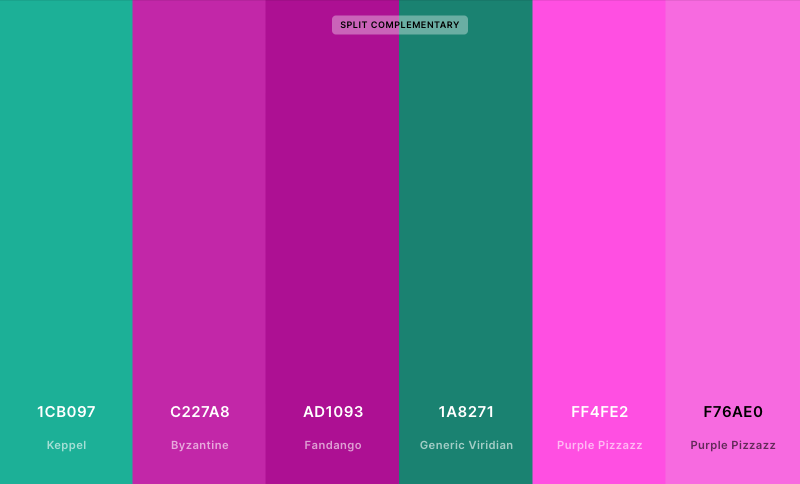 SPLIT COMPLEMENTARY
1CB097 C227A8 AD1093 1A8271 FF4FE2 F76AE0
Keppel Byzantine Fandango Generic Viridian Purple Pizzazz Purple Pizzazz